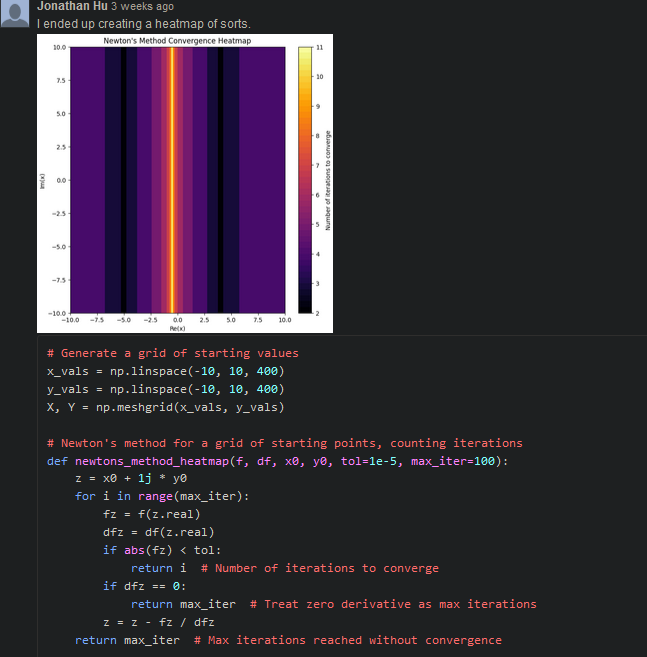 Jonathan Hu 3 weeks ago
I ended up creating a heatmap of sorts.
Newton's Method Convergence Heatmap
10.0
7.5
5.0
2.5
0.0
−2.5
−5.0
−7.5
−10.0
Im(x)
−10.0 −7.5 −5.0 −2.5 0.0 2.5 5.0 7.5 10.0
Re(x)
11
10
9
8
7
6
5
4
3
2
Number of iterations to converge
# Generate a grid of starting values
x_vals = np.linspace(-10, 10, 400)
y_vals = np.linspace(-10, 10, 400)
X, Y = np.meshgrid(x_vals, y_vals)
# Newton's method for a grid of starting points, counting iterations
def newtons_method_heatmap(f, df, x0, y0, tol=1e-5, max_iter=100):
    z = x0 + 1j * y0
    for i in range(max_iter):
        fz = f(z.real)
        dfz = df(z.real)
        if abs(fz) < tol:
            return i  # Number of iterations to converge
        if dfz == 0:
            return max_iter  # Treat zero derivative as max iterations
        z = z - fz / dfz
    return max_iter  # Max iterations reached without convergence